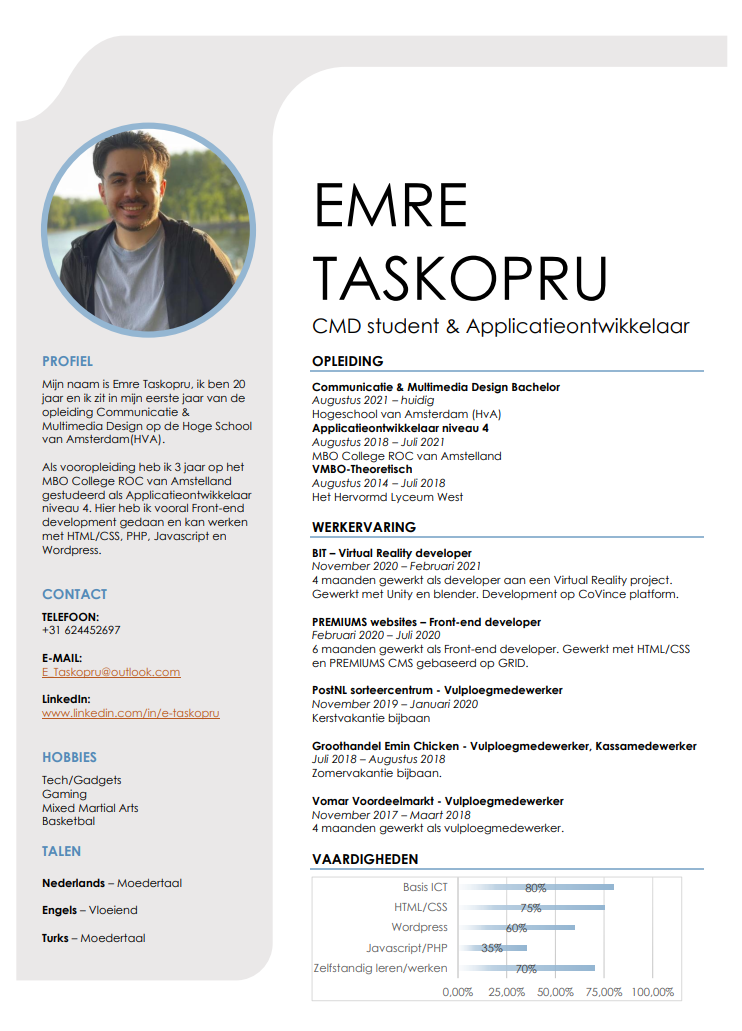 EMRE
TASKOPRU
CMD student & Applicatieontwikkelaar
PROFIEL
Mijn naam is Emre Taskopru, ik ben 20
jaar en ik zit in mijn eerste jaar van de
opleiding Communicatie &
Multimedia Design op de Hoge School
van Amsterdam(HVA).
Als vooropleiding heb ik 3 jaar op het
MBO College ROC van Amstelland
gestudeerd als Applicatieontwikkelaar
niveau 4. Hier heb ik vooral Front-end
development gedaan en kan werken
met HTML/CSS, PHP, Javascript en
Wordpress.
CONTACT
TELEFOON:
+31 624452697
E-MAIL:
E_Taskopru@outlook.com
LinkedIn:
www.linkedin.com/in/e-taskopru
HOBBIES
Tech/Gadgets
Gaming
Mixed Martial Arts
Basketbal
TALEN
Nederlands – Moedertaal
Engels – Vloeiend
Turks – Moedertaal
OPLEIDING
Communicatie & Multimedia Design Bachelor
Augustus 2021 – huidig
Hogeschool van Amsterdam (HvA)
Applicatieontwikkelaar niveau 4
Augustus 2018 – Juli 2021
MBO College ROC van Amstelland
VMBO-Theoretisch
Augustus 2014 – Juli 2018
Het Hervormd Lyceum West
WERKERVARING
BIT – Virtual Reality developer
November 2020 – Februari 2021
4 maanden gewerkt als developer aan een Virtual Reality project.
Gewerkt met Unity en blender. Development op CoVince platform.
PREMIUMS websites – Front-end developer
Februari 2020 – Juli 2020
6 maanden gewerkt als Front-end developer. Gewerkt met HTML/CSS
en PREMIUMS CMS gebaseerd op GRID.
PostNL sorteercentrum - Vulploegmedewerker
November 2019 – Januari 2020
Kerstvakantie bijbaan
Groothandel Emin Chicken - Vulploegmedewerker, Kassamedewerker
Juli 2018 – Augustus 2018
Zomervakantie bijbaan.
Vomar Voordeelmarkt - Vulploegmedewerker
November 2017 – Maart 2018
4 maanden gewerkt als vulploegmedewerker.
VAARDIGHEDEN
Basis ICT 80%
HTML/CSS 75%
Wordpress 60%
Javascript/PHP 35%
Zelfstandig leren/werken 70%
0,00% 25,00% 50,00% 75,00% 100,00%